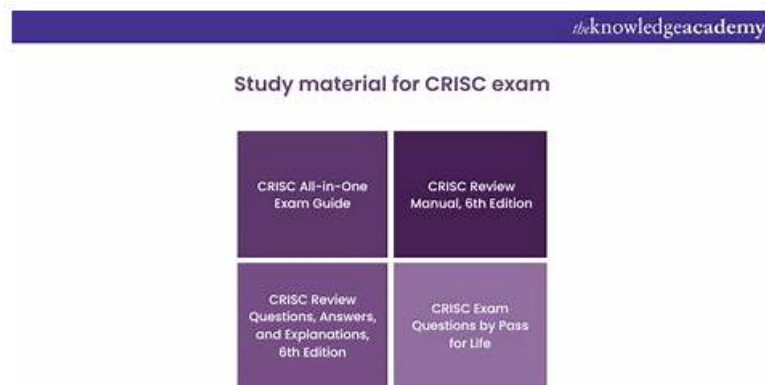 theknowledgeacademy
Study material for CRISC exam
CRISC All-in-One
Exam Guide
CRISC Review
Manual, 6th Edition
CRISC Review
Questions, Answers,
and Explanations,
6th Edition
CRISC Exam
Questions by Pass
for Life